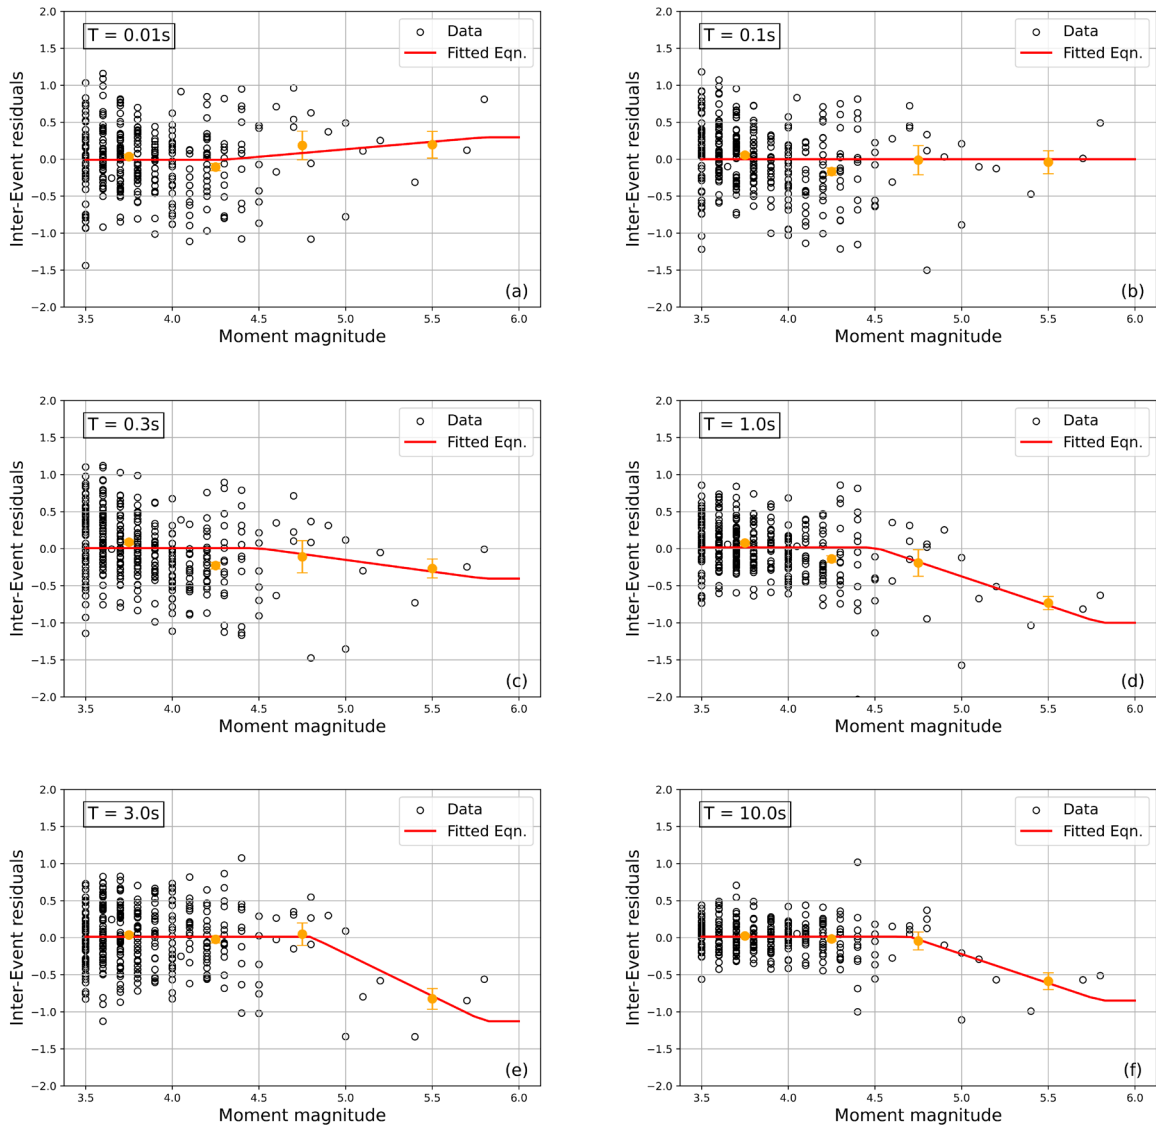 T = 0.01s
Data
Fitted Eqn.
2.0
1.5
1.0
0.5
0.0
−0.5
−1.0
−1.5
−2.0
Inter-Event residuals
3.5 4.0 4.5 5.0 5.5 6.0
Moment magnitude
(a)
T = 0.1s
Data
Fitted Eqn.
2.0
1.5
1.0
0.5
0.0
−0.5
−1.0
−1.5
−2.0
Inter-Event residuals
3.5 4.0 4.5 5.0 5.5 6.0
Moment magnitude
(b)
T = 0.3s
Data
Fitted Eqn.
2.0
1.5
1.0
0.5
0.0
−0.5
−1.0
−1.5
−2.0
Inter-Event residuals
3.5 4.0 4.5 5.0 5.5 6.0
Moment magnitude
(c)
T = 1.0s
Data
Fitted Eqn.
2.0
1.5
1.0
0.5
0.0
−0.5
−1.0
−1.5
−2.0
Inter-Event residuals
3.5 4.0 4.5 5.0 5.5 6.0
Moment magnitude
(d)
T = 3.0s
Data
Fitted Eqn.
2.0
1.5
1.0
0.5
0.0
−0.5
−1.0
−1.5
−2.0
Inter-Event residuals
3.5 4.0 4.5 5.0 5.5 6.0
Moment magnitude
(e)
T = 10.0s
Data
Fitted Eqn.
2.0
1.5
1.0
0.5
0.0
−0.5
−1.0
−1.5
−2.0
Inter-Event residuals
3.5 4.0 4.5 5.0 5.5 6.0
Moment magnitude
(f)